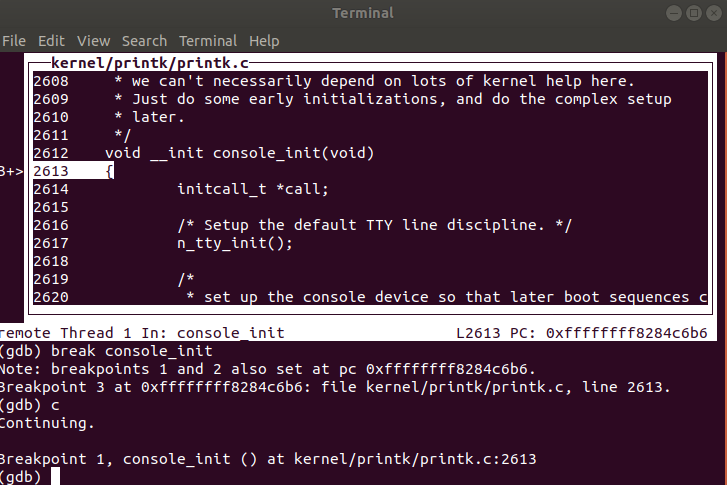 Terminal
File Edit View Search Terminal Help
kernel/printk/printk.c
2608 * we can't necessarily depend on lots of kernel help here.
2609 * Just do some early initializations, and do the complex setup
2610 * later.
2611 */
2612 void __init console_init(void)
3+> 2613 {
2614 initcall_t *call;
2615
2616 /* Setup the default TTY line discipline. */
2617 n_tty_init();
2618
2619 /*
2620 * set up the console device so that later boot sequences c
remote Thread 1 In: console_init L2613 PC: 0xffffffff8284c6b6
(gdb) break console_init
Note: breakpoints 1 and 2 also set at pc 0xffffffff8284c6b6.
Breakpoint 3 at 0xffffffff8284c6b6: file kernel/printk/printk.c, line 2613.
(gdb) c
Continuing.
Breakpoint 1, console_init () at kernel/printk/printk.c:2613
(gdb)